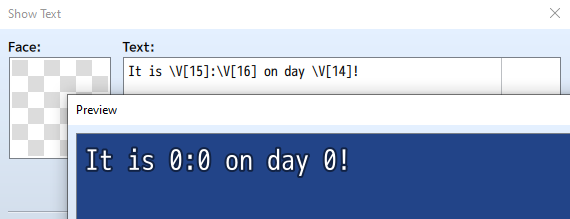 Show Text
Face:
Text:
It is \V[15]:\V[16] on day \V[14]!
Preview
It is 0:0 on day 0!